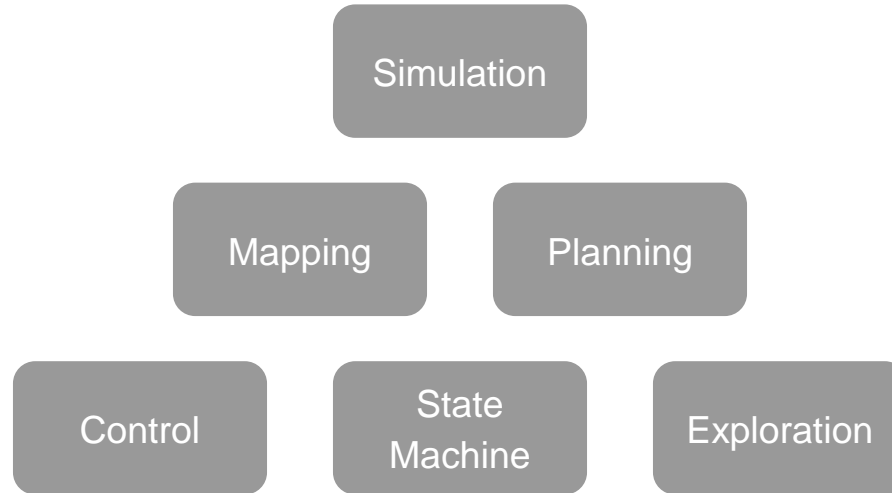 Simulation
Mapping
Planning
Control
State
Machine
Exploration